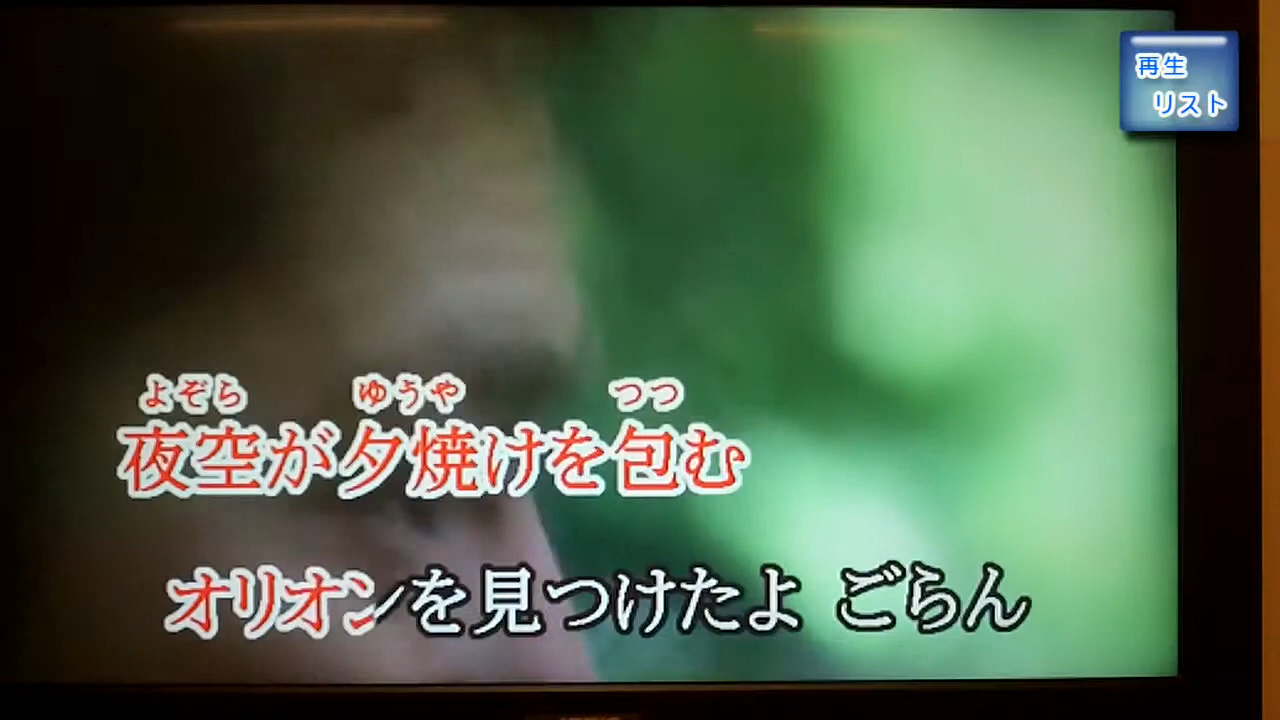 再生
リスト
よぞら ゆうや つつ
夜空が夕焼けを包む
オリオンを見つけたよ ごらん